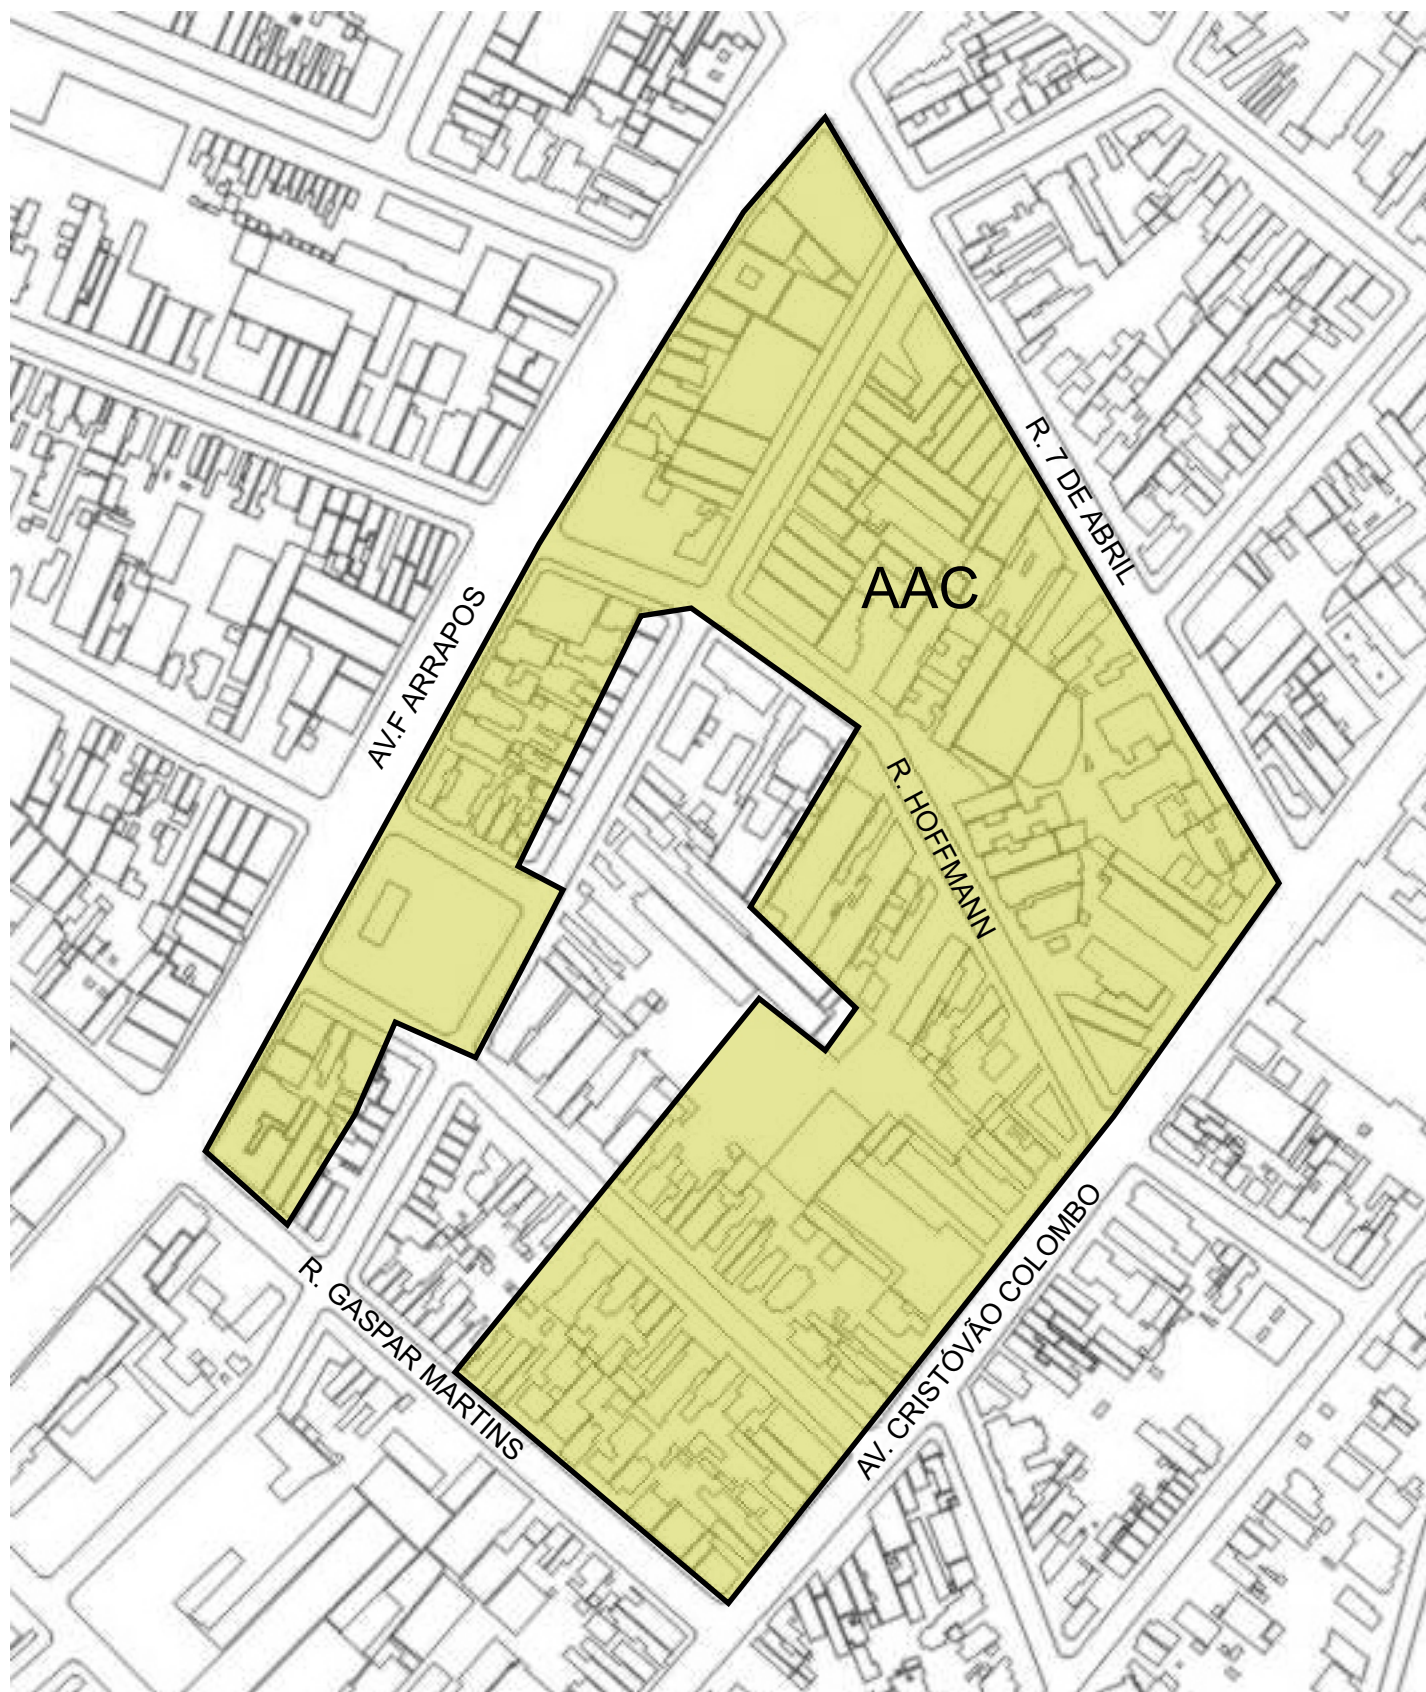 R. 7 DE ABRIL
AAC
AV.F ARRAPOS
R. HOFFMANN
AV. CRISTÓVÃO COLOMBO
R. GASPAR MARTINS